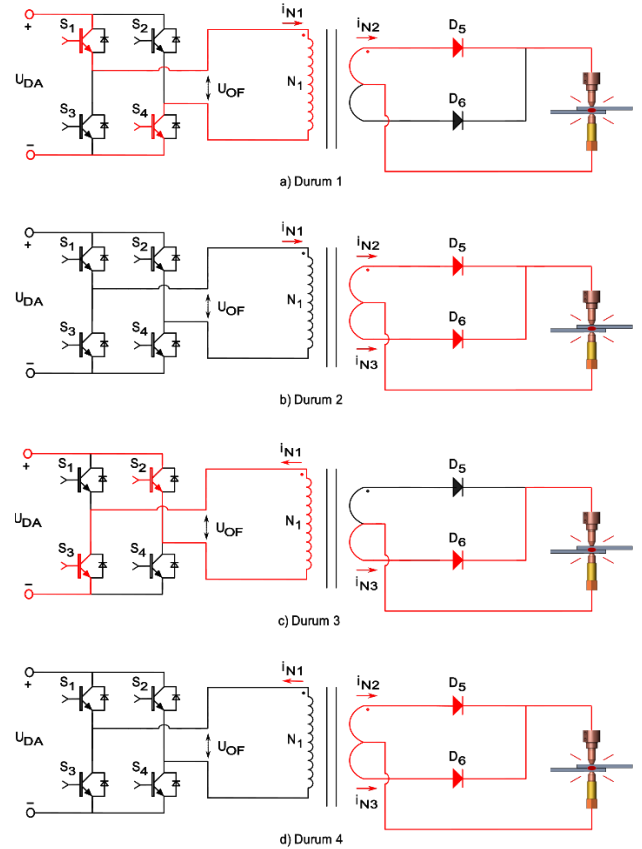 S1 S2 iN1 iN2 D5
+
UDA UOF N1
S3 S4 D6
−
a) Durum 1
S1 S2 iN1 iN2 D5
+
UDA UOF N1
S3 S4 D6
− iN3
b) Durum 2
S1 S2 iN1 D5
+
UDA UOF N1
S3 S4 D6
− iN3
c) Durum 3
S1 S2 iN1 iN2 D5
+
UDA UOF N1
S3 S4 D6
− iN3
d) Durum 4